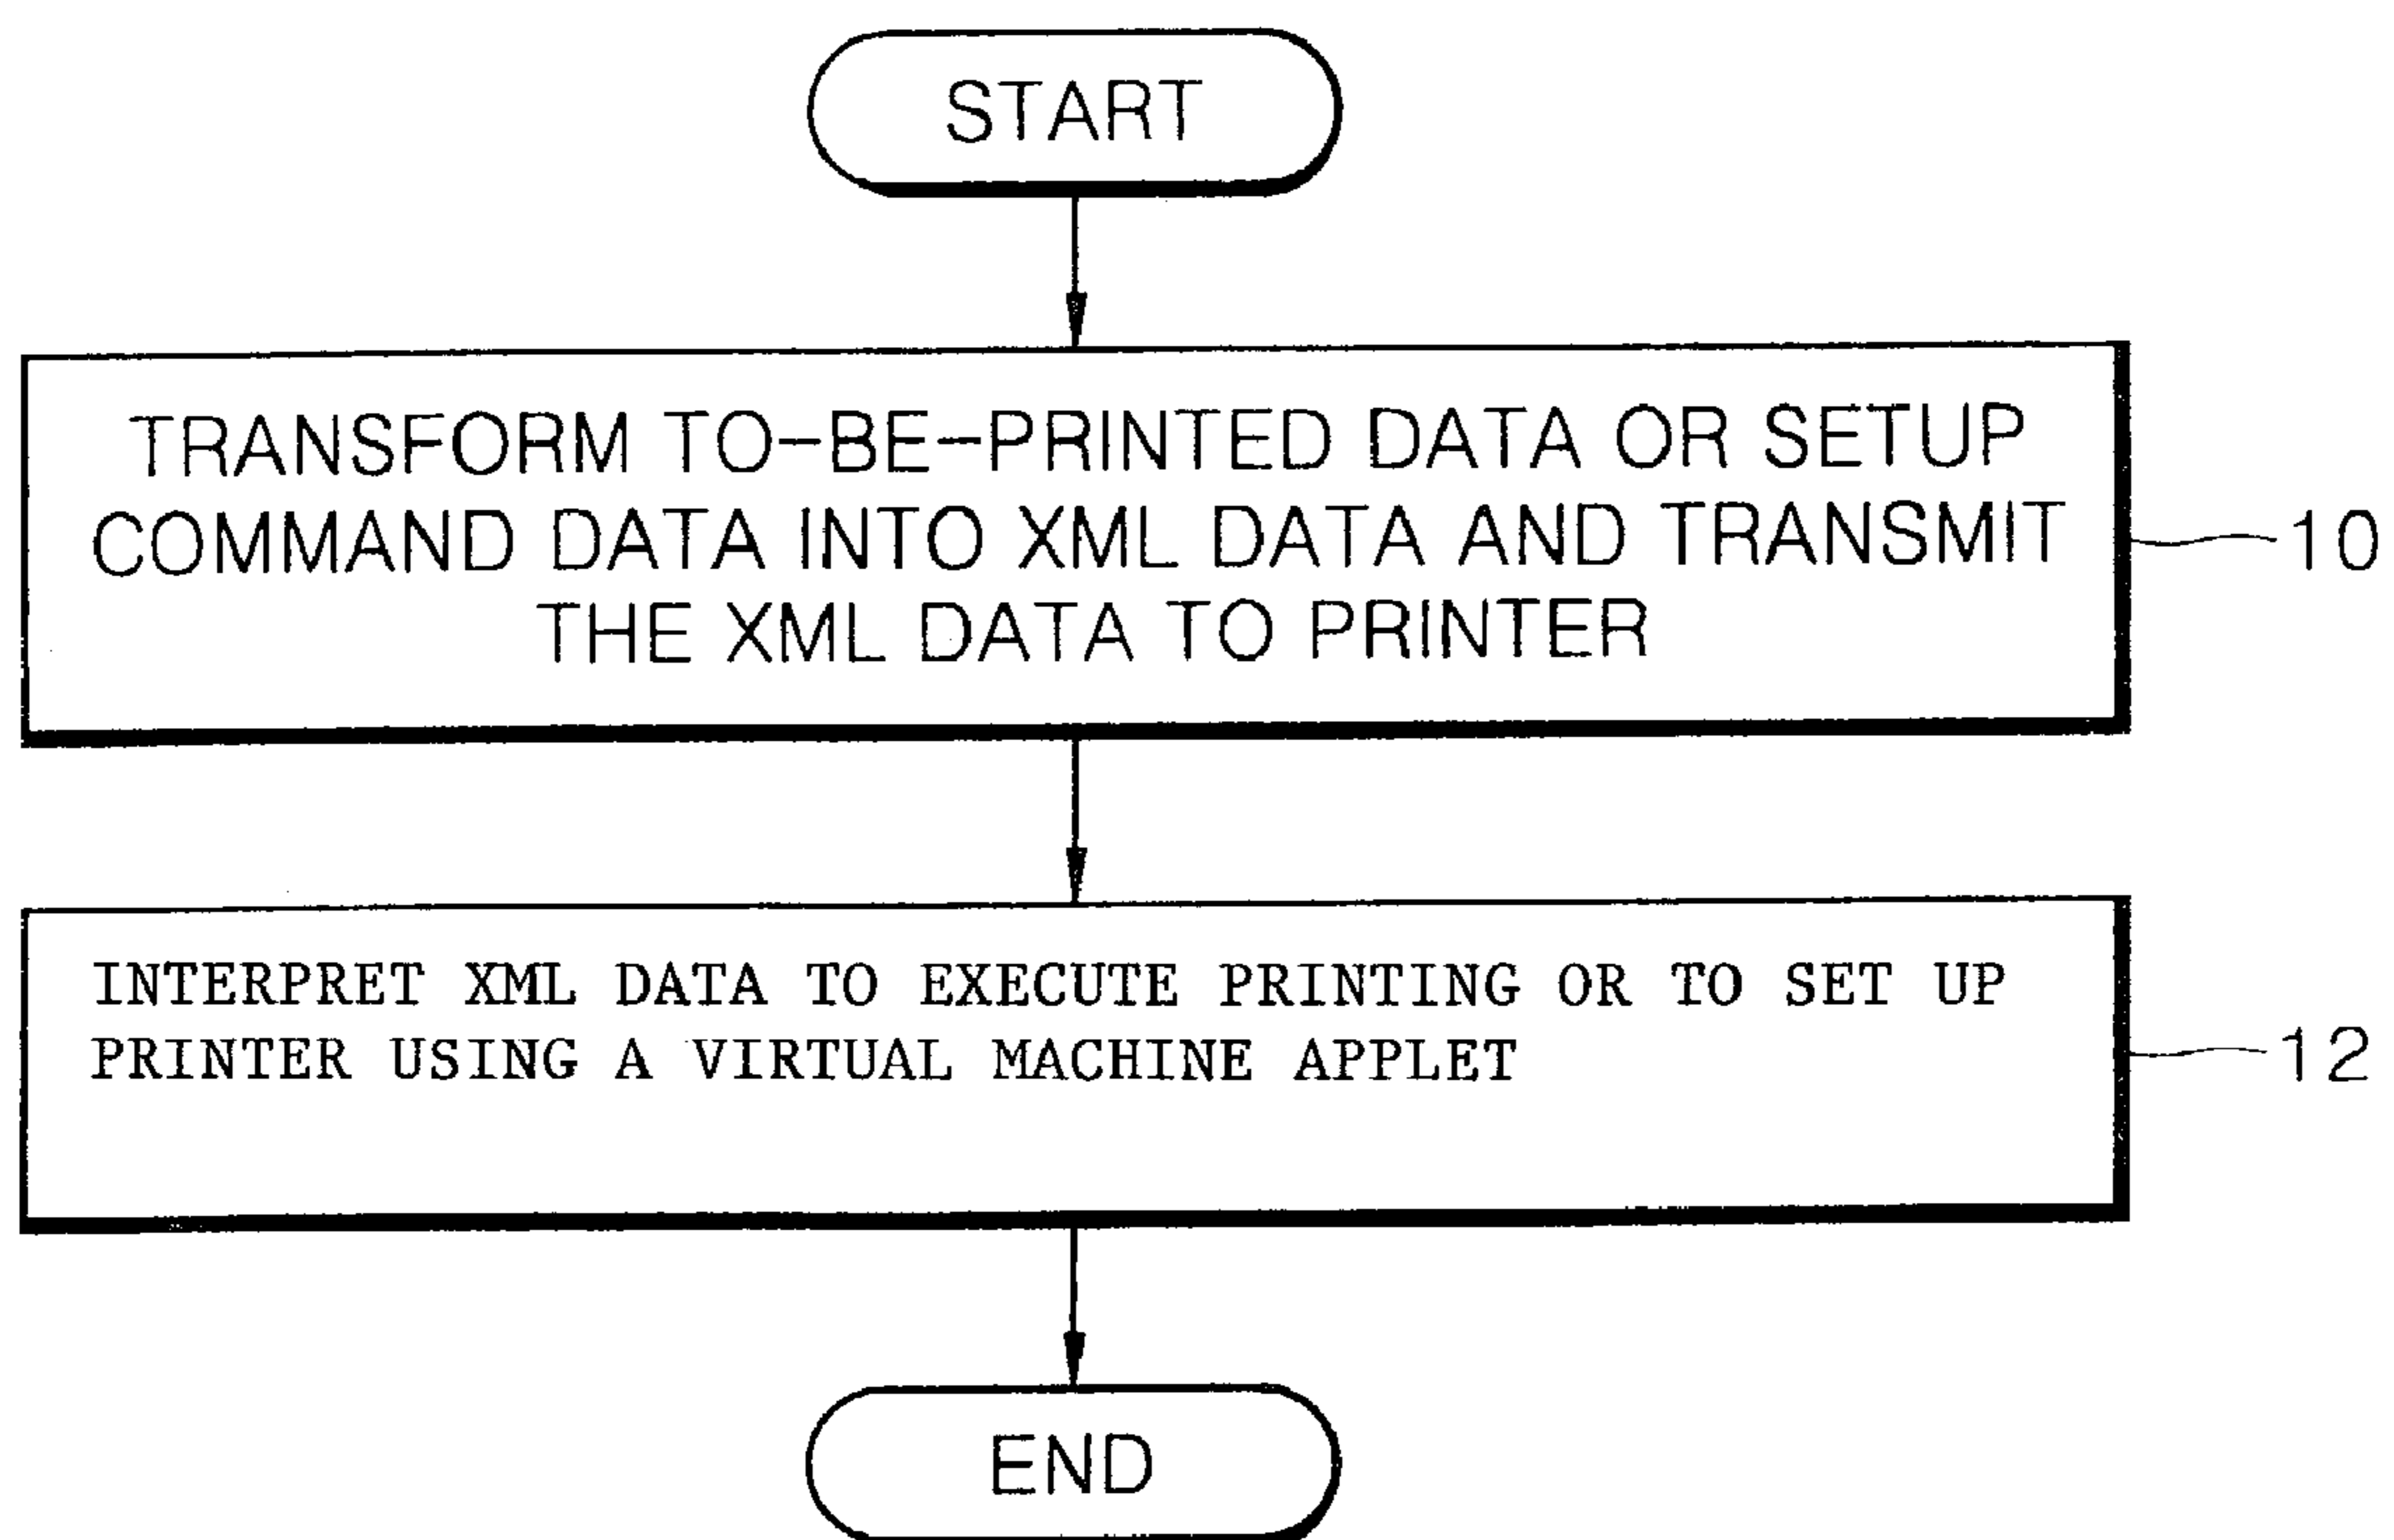 START
TRANSFORM TO-BE-PRINTED DATA OR SETUP
COMMAND DATA INTO XML DATA AND TRANSMIT
THE XML DATA TO PRINTER
10
INTERPRET XML DATA TO EXECUTE PRINTING OR TO SET UP
PRINTER USING A VIRTUAL MACHINE APPLET
12
END